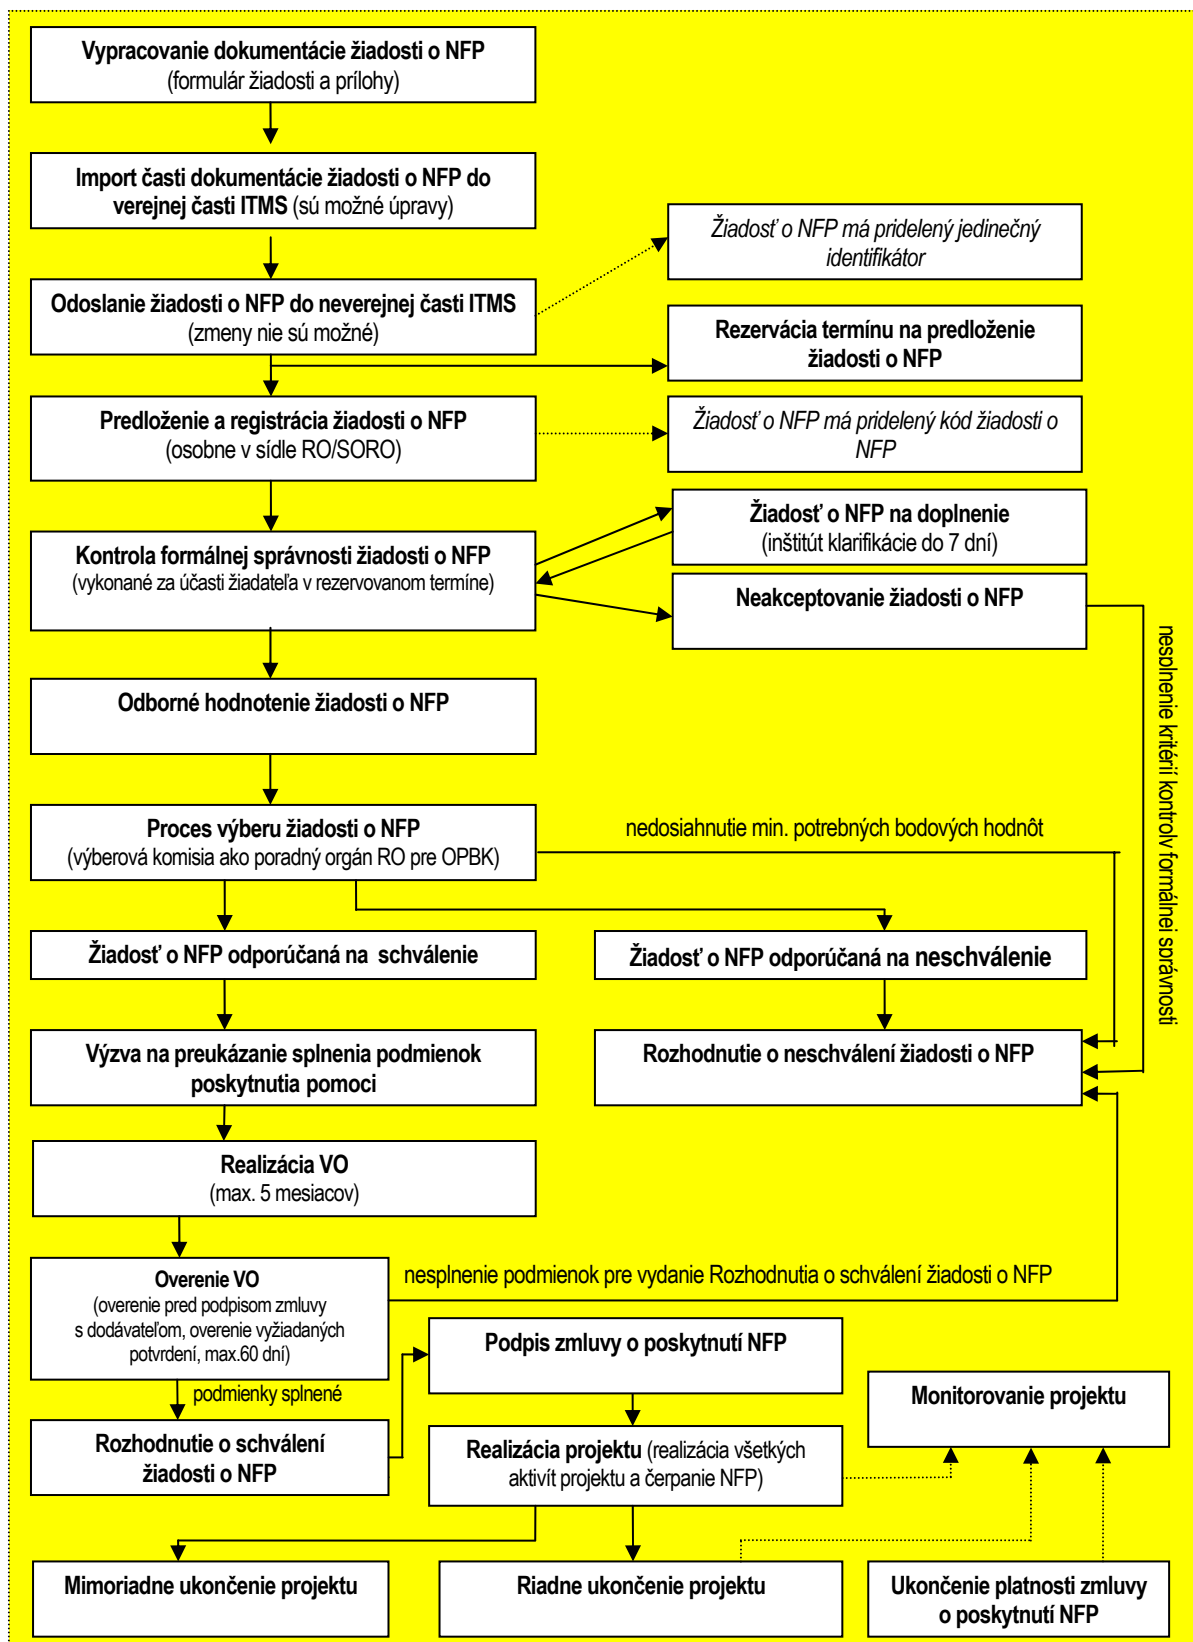 Vypracovanie dokumentácie žiadosti o NFP
(formulár žiadosti a prílohy)
Import časti dokumentácie žiadosti o NFP do
verejnej časti ITMS (sú možné úpravy)
Žiadosť o NFP má pridelený jedinečný
identifikátor
Odoslanie žiadosti o NFP do neverejnej časti ITMS
(zmeny nie sú možné)
Rezervácia termínu na predloženie
žiadosti o NFP
Predloženie a registrácia žiadosti o NFP
(osobne v sídle RO/SORO)
Žiadosť o NFP má pridelený kód žiadosti o
NFP
Kontrola formálnej správnosti žiadosti o NFP
(vykonané za účasti žiadateľa v rezervovanom termíne)
Žiadosť o NFP na doplnenie
(inštitút klarifikácie do 7 dní)
Neakceptovanie žiadosti o NFP
nesplnenie kritérií kontroly formálnej správnosti
Odborné hodnotenie žiadosti o NFP
Proces výberu žiadosti o NFP
(výberová komisia ako poradný orgán RO pre OPBK)
nedosiahnutie min. potrebných bodových hodnôt
Žiadosť o NFP odporúčaná na schválenie
Žiadosť o NFP odporúčaná na neschválenie
Výzva na preukázanie splnenia podmienok
poskytnutia pomoci
Rozhodnutie o neschválení žiadosti o NFP
Realizácia VO
(max. 5 mesiacov)
Overenie VO
(overenie pred podpisom zmluvy
s dodávateľom, overenie vyžiadaných
potvrdení, max.60 dní)
nesplnenie podmienok pre vydanie Rozhodnutia o schválení žiadosti o NFP
podmienky splnené
Podpis zmluvy o poskytnutí NFP
Monitorovanie projektu
Rozhodnutie o schválení
žiadosti o NFP
Realizácia projektu (realizácia všetkých
aktivít projektu a čerpanie NFP)
Mimoriadne ukončenie projektu
Riadne ukončenie projektu
Ukončenie platnosti zmluvy
o poskytnutí NFP